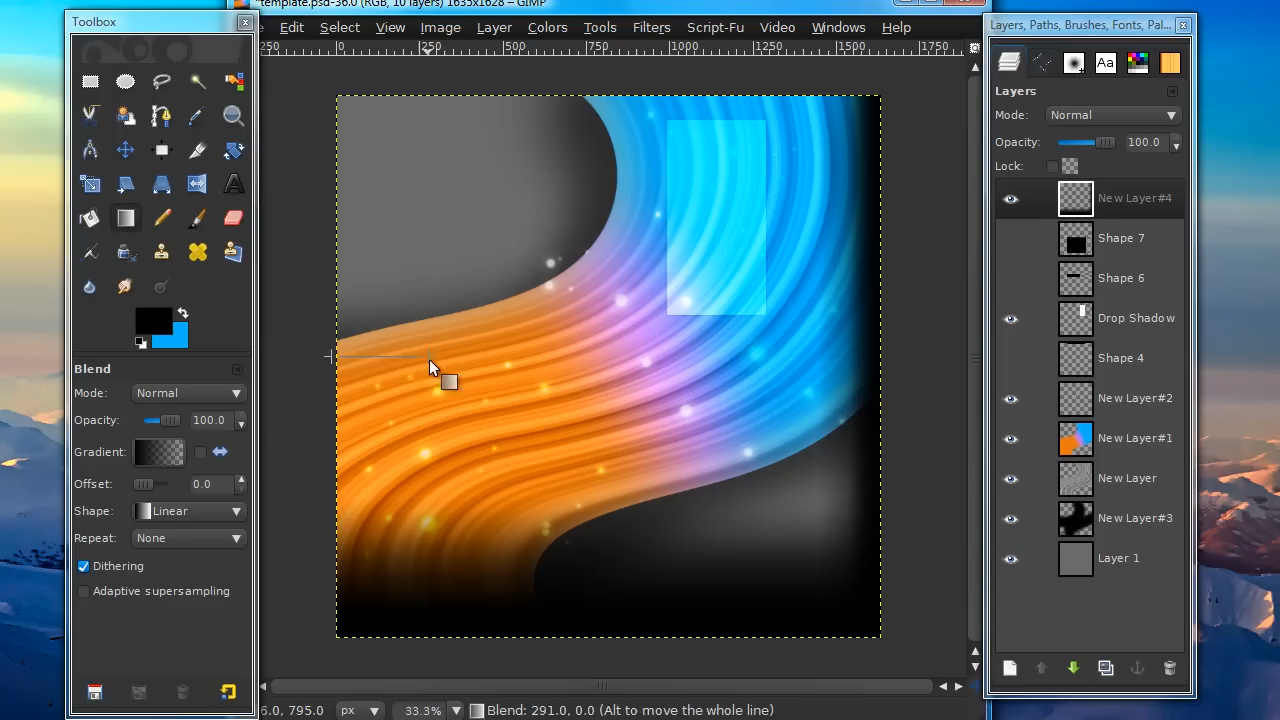 Toolbox
*template.psd-36.0 (RGB, 10 layers) 1635x1628 – GIMP
Layers, Paths, Brushes, Fonts, Pal...
Edit Select View Image Layer Colors Tools Filters Script-Fu Video Windows Help
250 0 250 500 750 1000 1250 1500 1750
Aa
Layers
Mode: Normal
Opacity: 100.0
Lock:
New Layer#4
Shape 7
Shape 6
Drop Shadow
Shape 4
New Layer#2
New Layer#1
New Layer
New Layer#3
Layer 1
Blend
Mode: Normal
Opacity: 100.0
Gradient:
Offset: 0.0
Shape: Linear
Repeat: None
Dithering
Adaptive supersampling
6.0, 795.0 px 33.3% Blend: 291.0, 0.0 (Alt to move the whole line)